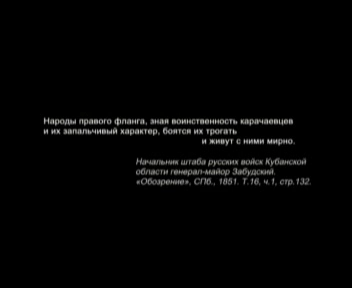 Народы правого фланга, зная воинственность карачаевцев
и их запальчивый характер, боятся их трогать
и живут с ними мирно.
Начальник штаба русских войск Кубанской
области генерал-майор Забудский.
«Обозрение», СПб., 1851. Т.16, ч.1, стр.132.